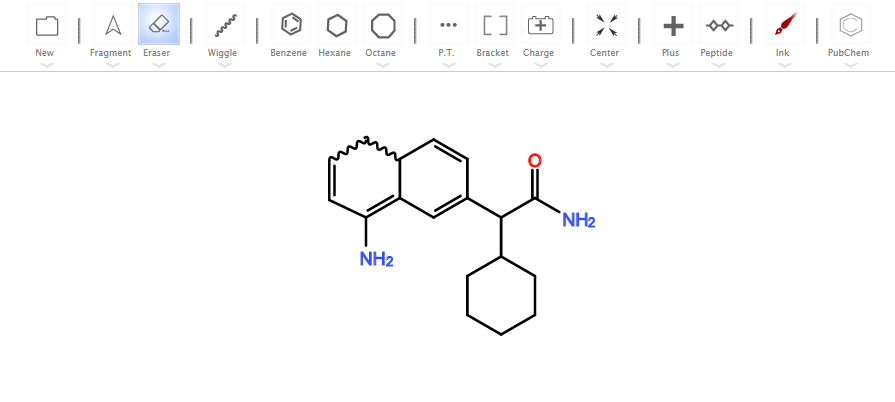 New Fragment Eraser Wiggle Benzene Hexane Octane P.T. Bracket Charge Center Plus Peptide Ink PubChem
O
NH2
NH2